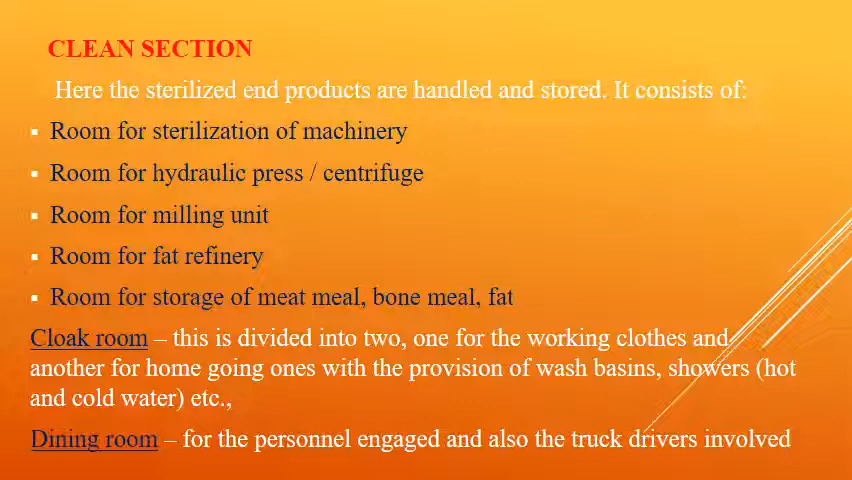 CLEAN SECTION
Here the sterilized end products are handled and stored. It consists of:
▪ Room for sterilization of machinery
▪ Room for hydraulic press / centrifuge
▪ Room for milling unit
▪ Room for fat refinery
▪ Room for storage of meat meal, bone meal, fat
Cloak room – this is divided into two, one for the working clothes and
another for home going ones with the provision of wash basins, showers (hot
and cold water) etc.,
Dining room – for the personnel engaged and also the truck drivers involved